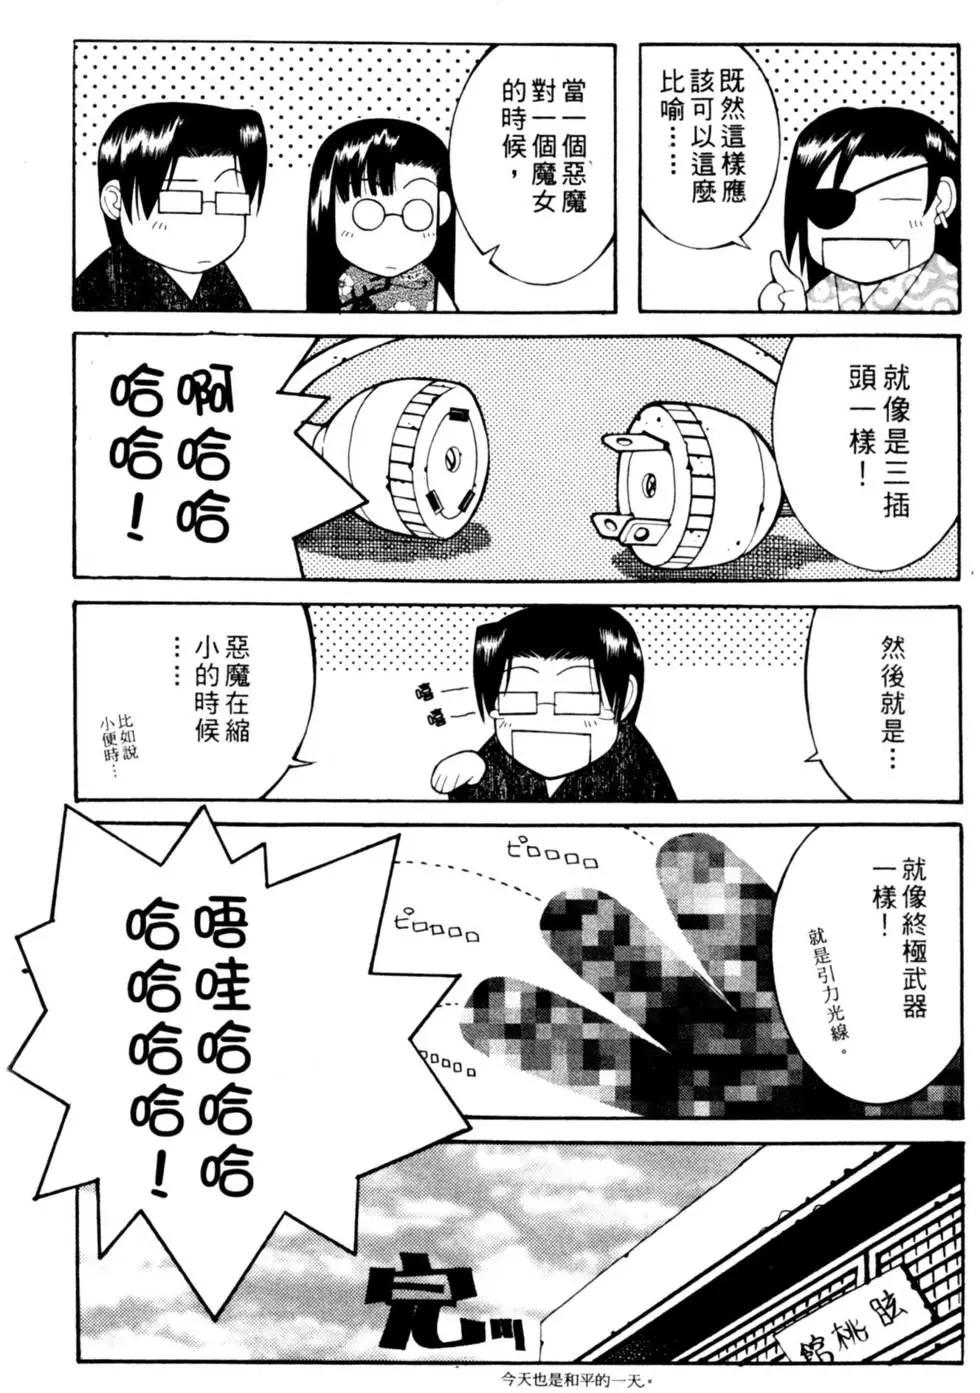 既然這樣應
該可以這麼
比喻……
當一個惡魔
對一個魔女
的時候，
就像是三插
頭一樣！
啊哈哈哈
哈哈！
然後就是…
嘻
嘻
惡魔在縮
小的時候
……
比如說
小便時…
就像終極武器
一樣！
就是引力光線。
ピロロロロ
ピロロロロ
ロロロロ
唔哇哈哈哈
哈哈哈哈！
完
今天也是和平的一天。
眩桃館